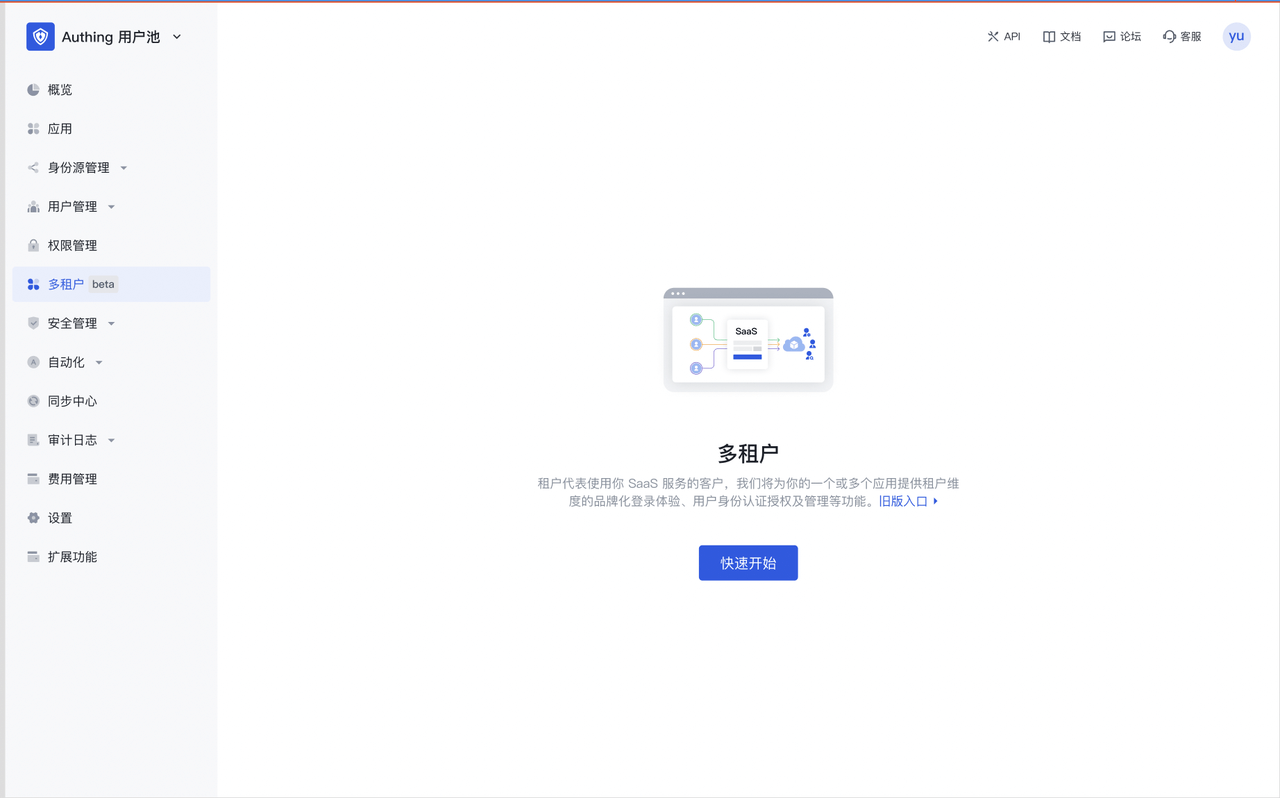 Authing 用户池
API
文档
论坛
客服
yu
概览
应用
身份源管理
用户管理
权限管理
多租户 beta
安全管理
自动化
同步中心
审计日志
费用管理
设置
扩展功能
SaaS
多租户
租户代表使用你 SaaS 服务的客户，我们将为你的一个或多个应用提供租户维
度的品牌化登录体验、用户身份认证授权及管理等功能。旧版入口
快速开始